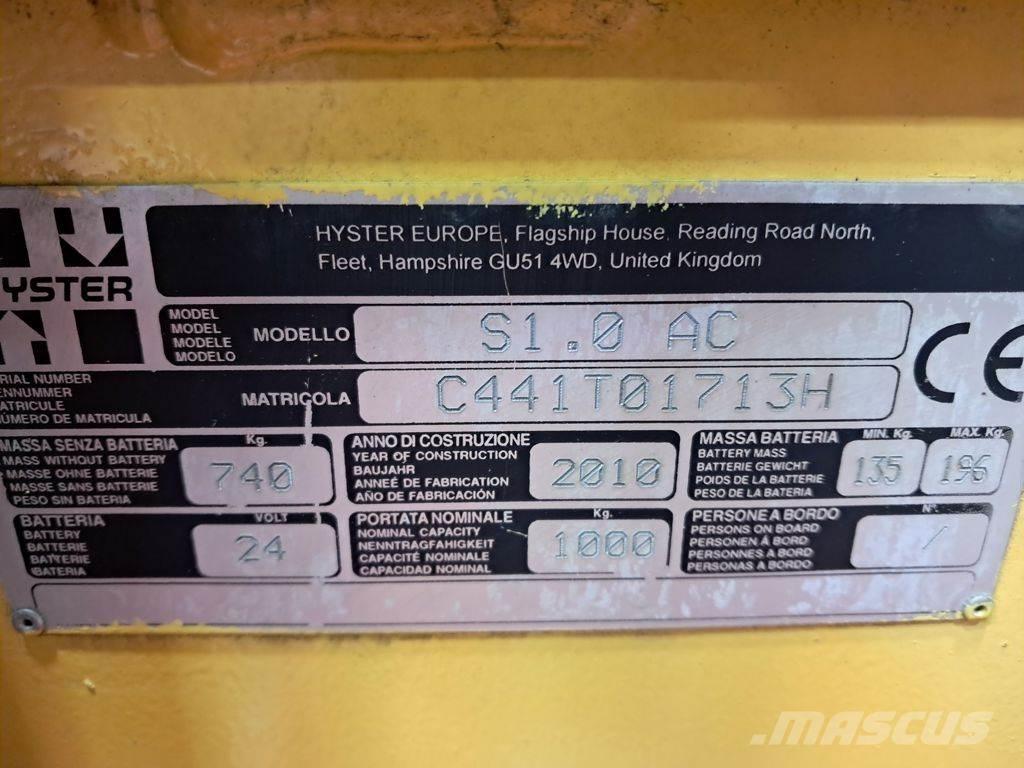 HYSTER EUROPE, Flagship House, Reading Road North,
Fleet, Hampshire GU51 4WD, United Kingdom
YSTER
MODEL
MODEL
MODELE
MODELO
MODELLO
S1.0 AC
CE
RIAL NUMBER
ENNUMMER
ATRICULE
NÚMERO DE MATRICULA
MATRICOLA
C441T01713H
MASSA SENZA BATTERIA
MASS WITHOUT BATTERY
MASSE OHNE BATTERIE
MASSE SANS BATTERIE
PESO SIN BATERIA
Kg.
740
ANNO DI COSTRUZIONE
YEAR OF CONSTRUCTION
BAUJAHR
ANNEÉ DE FABRICATION
AÑO DE FABRICACIÓN
2010
MASSA BATTERIA
BATTERY MASS
BATTERIE GEWICHT
POIDS DE LA BATTERIE
PESO DE LA BATERIA
MIN. Kg.
135
MAX. Kg.
196
BATTERIA
BATTERY
BATTERIE
BATTERIE
BATERIA
VOLT
24
PORTATA NOMINALE
NOMINAL CAPACITY
NENNTRAGFAHIGKEIT
CAPACITÉ NOMINALE
CAPACIDAD NOMINAL
Kg.
1000
PERSONE A BORDO
PERSONS ON BOARD
PERSONEN Á BORD
PERSONNES A BORD
PERSONAS A BORDO
N°
/
MASCUS